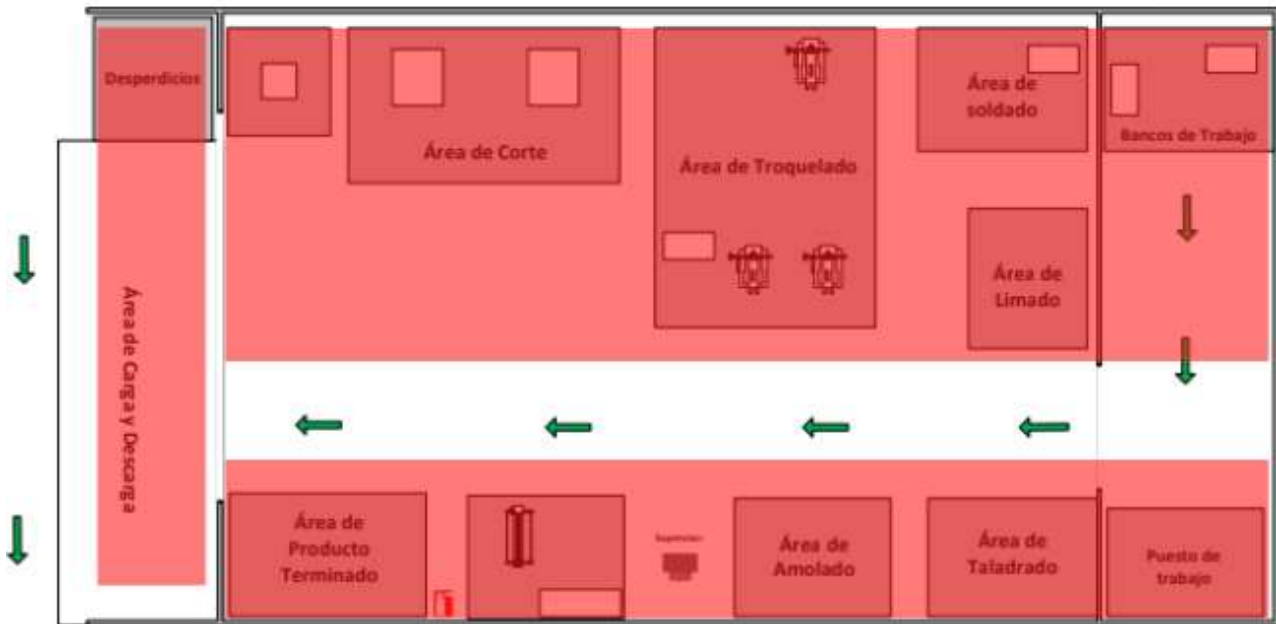 Desperdicios
Área de Corte
Área de Troquelado
Área de
soldado
Bancos de Trabajo
Área de
Limado
Área de Carga y Descarga
Área de
Producto
Terminado
Área de
Amolado
Área de
Taladrado
Puesto de
trabajo